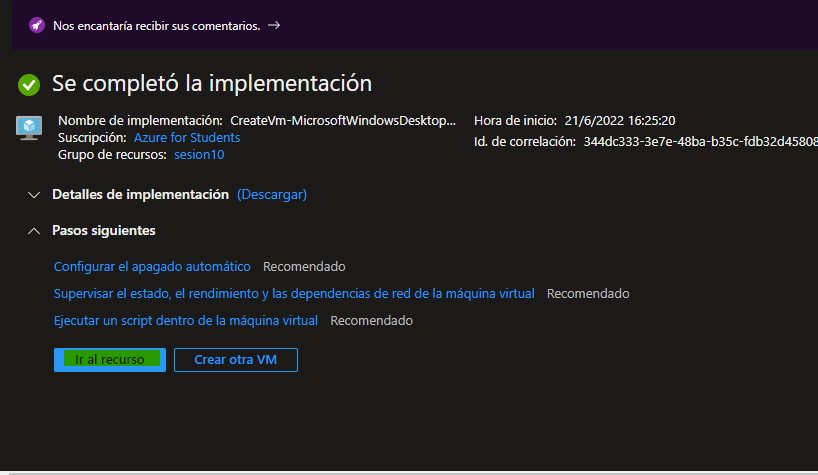 Nos encantaría recibir sus comentarios. →
Se completó la implementación
Nombre de implementación: CreateVm-MicrosoftWindowsDesktop... Hora de inicio: 21/6/2022 16:25:20
Suscripción: Azure for Students Id. de correlación: 344dc333-3e7e-48ba-b35c-fdb32d45808
Grupo de recursos: sesion10
Detalles de implementación (Descargar)
Pasos siguientes
Configurar el apagado automático Recomendado
Supervisar el estado, el rendimiento y las dependencias de red de la máquina virtual Recomendado
Ejecutar un script dentro de la máquina virtual Recomendado
Ir al recurso Crear otra VM